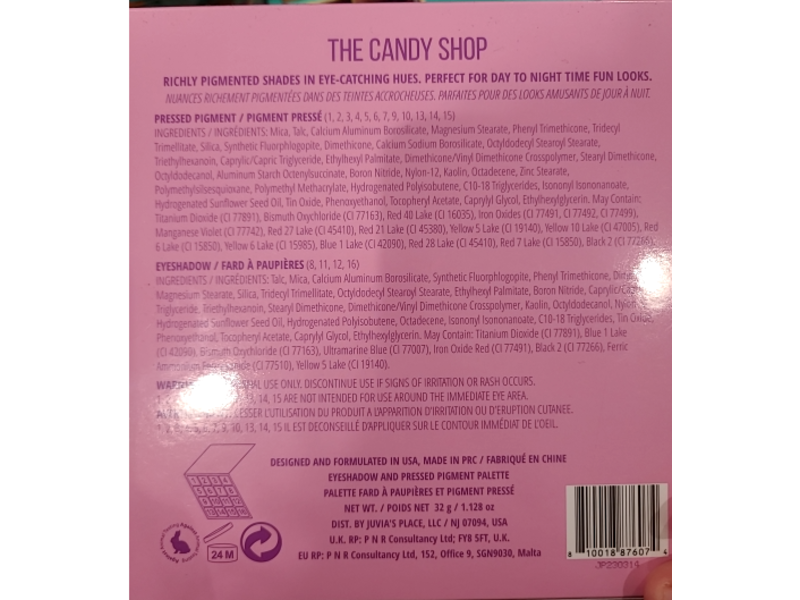 THE CANDY SHOP
RICHLY PIGMENTED SHADES IN EYE-CATCHING HUES. PERFECT FOR DAY TO NIGHT TIME FUN LOOKS.
NUANCES RICHEMENT PIGMENTÉES DANS DES TEINTES ACCROCHEUSES. PARFAITES POUR DES LOOKS AMUSANTS DE JOUR À NUIT.
PRESSED PIGMENT / PIGMENT PRESSÉ (1, 2, 3, 4, 5, 6, 7, 9, 10, 13, 14, 15)
INGREDIENTS / INGRÉDIENTS: Mica, Talc, Calcium Aluminum Borosilicate, Magnesium Stearate, Phenyl Trimethicone, Tridecyl
Trimellitate, Silica, Synthetic Fluorphlogopite, Dimethicone, Calcium Sodium Borosilicate, Octyldodecyl Stearoyl Stearate,
Triethylhexanoin, Caprylic/Capric Triglyceride, Ethylhexyl Palmitate, Dimethicone/Vinyl Dimethicone Crosspolymer, Stearyl Dimethicone,
Octyldodecanol, Aluminum Starch Octenylsuccinate, Boron Nitride, Nylon-12, Kaolin, Octadecene, Zinc Stearate,
Polymethylsilsesquioxane, Polymethyl Methacrylate, Hydrogenated Polyisobutene, C10-18 Triglycerides, Isononyl Isononanoate,
Hydrogenated Sunflower Seed Oil, Tin Oxide, Phenoxyethanol, Tocopheryl Acetate, Caprylyl Glycol, Ethylhexylglycerin. May Contain:
Titanium Dioxide (CI 77891), Bismuth Oxychloride (CI 77163), Red 40 Lake (CI 16035), Iron Oxides (CI 77491, CI 77492, CI 77499),
Manganese Violet (CI 77742), Red 27 Lake (CI 45410), Red 21 Lake (CI 45380), Yellow 5 Lake (CI 19140), Yellow 10 Lake (CI 47005), Red
6 Lake (CI 15850), Yellow 6 Lake (CI 15985), Blue 1 Lake (CI 42090), Red 28 Lake (CI 45410), Red 7 Lake (CI 15850), Black 2 (CI 77266).
EYESHADOW / FARD À PAUPIÈRES (8, 11, 12, 16)
INGREDIENTS / INGRÉDIENTS: Talc, Mica, Calcium Aluminum Borosilicate, Synthetic Fluorphlogopite, Phenyl Trimethicone,
Magnesium Stearate, Silica, Tridecyl Trimellitate, Octyldodecyl Stearoyl Stearate, Ethylhexyl Palmitate, Boron Nitride,
Triglyceride, Triethylhexanoin, Stearyl Dimethicone, Dimethicone/Vinyl Dimethicone Crosspolymer, Kaolin, Octyldodecanol,
Hydrogenated Sunflower Seed Oil, Hydrogenated Polyisobutene, Octadecene, Isononyl Isononanoate, C10-18 Triglycerides, Tin Oxide,
Phenoxyethanol, Tocopheryl Acetate, Caprylyl Glycol, Ethylhexylglycerin. May Contain: Titanium Dioxide (CI 77891), Blue 1 Lake
(CI 42090), Bismuth Oxychloride (CI 77163), Ultramarine Blue (CI 77007), Iron Oxide Red (CI 77491), Black 2 (CI 77266), Ferric
(CI 77510), Yellow 5 Lake (CI 19140).
USE ONLY. DISCONTINUE USE IF SIGNS OF IRRITATION OR RASH OCCURS.
13, 14, 15 ARE NOT INTENDED FOR USE AROUND THE IMMEDIATE EYE AREA.
L'UTILISATION DU PRODUIT A L'APPARITION D'IRRITATION OU D'ERUPTION CUTANEE.
7, 9, 10, 13, 14, 15 IL EST DECONSEILLÉ D'APPLIQUER SUR LE CONTOUR IMMÉDIAT DE L'OEIL.
DESIGNED AND FORMULATED IN USA, MADE IN PRC / FABRIQUÉ EN CHINE
EYESHADOW AND PRESSED PIGMENT PALETTE
PALETTE FARD À PAUPIÈRES ET PIGMENT PRESSÉ
NET WT. / POIDS NET 32 g / 1.128 oz
DIST. BY JUVIA'S PLACE, LLC / NJ 07094, USA
U.K. RP: P N R Consultancy Ltd; FY8 5FT, U.K.
EU RP: P N R Consultancy Ltd, 152, Office 9, SGN9030, Malta
24 M
8 10018 87607 4
JP230314